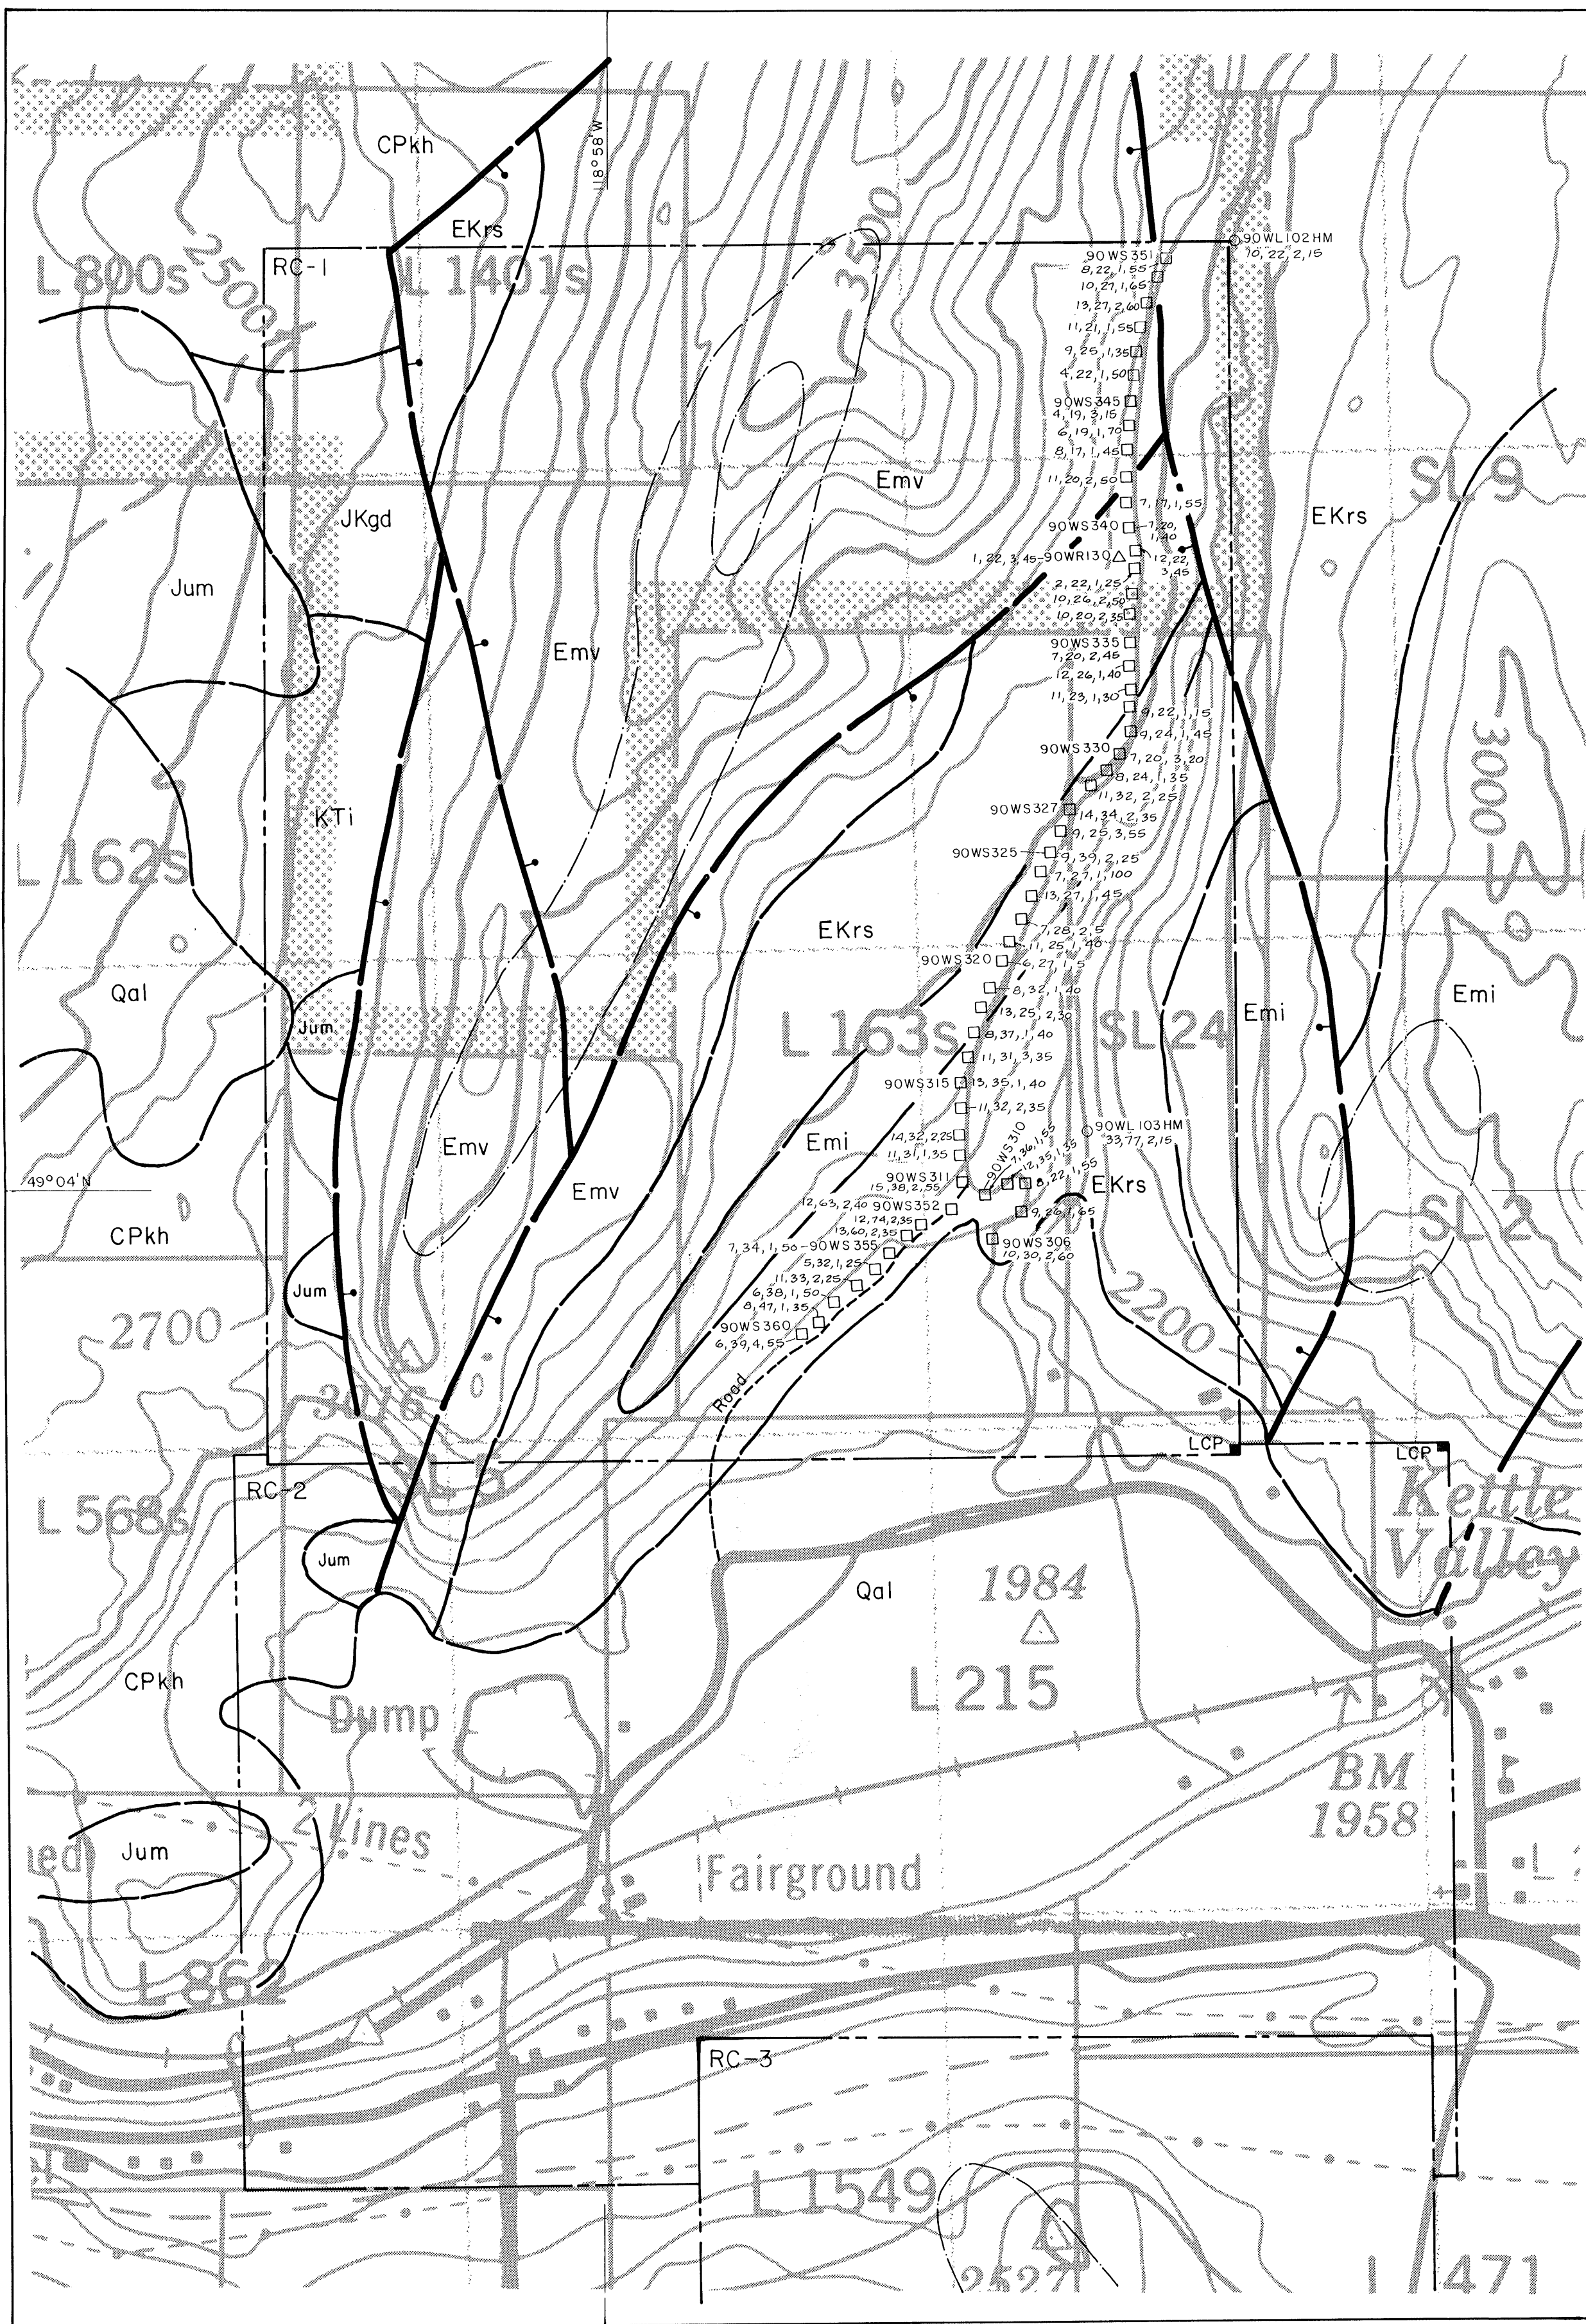 CPkh
118°58'W
EKrs
3500
2500
RC-1
L 800s
L 1401s
90WL102HM
10, 22, 2, 15
90WS351
8,22,1,55
10,27,1,65
13,27,2,60
11,21,1,55
9,25,1,35
4,22,1,50
90WS345
4,19,3,15
6,19,1,70
8,17,1,45
Emv
11,20,2,50
SL 9
EKrs
JKgd
7,17,1,55
90WS340
7,20,
1,40
1,22,3,45-90WR130
12,22,
3,45
Jum
2,22,1,25
10,26,2,50
10,20,2,35
Emv
90WS335
7,20,2,45
12,26,1,40
11,23,1,30
9,22,1,15
9,24,1,45
3000
90WS330
7,20,3,20
8,24,1,35
11,32,2,25
KTi
90WS327
14,34,2,35
9,25,3,55
L 162s
90WS325
9,39,2,25
7,27,1,100
13,27,1,45
EKrs
7,28,2,5
11,25,1,40
90WS320
6,27,1,5
Qal
8,32,1,40
Emi
Emi
13,25,2,30
Jum
L 163s
SL 24
8,37,1,40
11,31,3,35
90WS315
13,35,1,40
11,32,2,35
Emv
Emi
14,32,2,25
90WL103HM
33,77,2,15
11,31,1,35
90WS310
7,36,1,55
12,35,1,35
8,22,1,55
49°04'N
90WS311
15,38,2,55
EKrs
Emv
12,63,2,40 90WS352
9,26,1,65
SL 2
12,74,2,35
13,60,2,35
CPkh
7,34,1,50-90WS355
90WS306
10,30,2,60
5,32,1,25
11,33,2,25
Jum
6,38,1,50
8,47,1,35
2200
2700
90WS360
6,39,4,55
3016
Road
LCP
LCP
RC-2
L 568s
Kettle
Valley
Jum
Qal
1984
CPkh
L 215
Dump
BM
1958
2 Lines
Jum
Fairground
L 862
RC-3
L 1549
2527
471